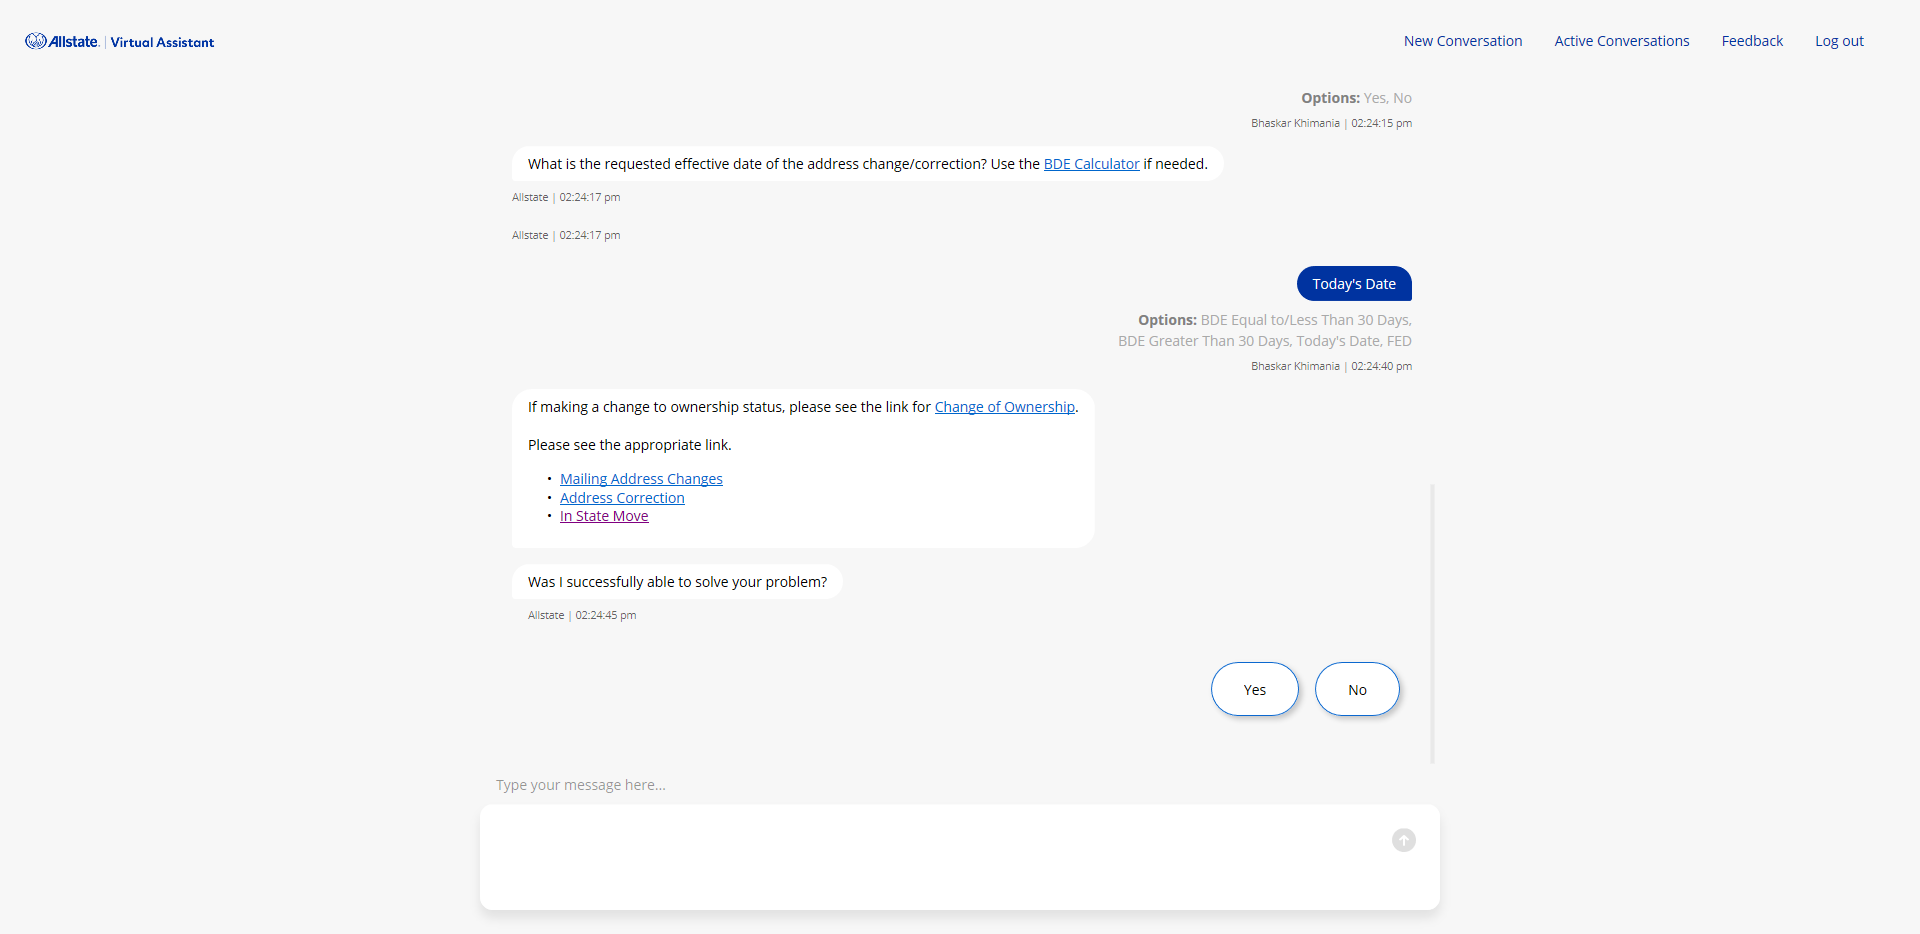 Allstate. | Virtual Assistant
New Conversation Active Conversations Feedback Log out
Options: Yes, No
Bhaskar Khimania | 02:24:15 pm
What is the requested effective date of the address change/correction? Use the BDE Calculator if needed.
Allstate | 02:24:17 pm
Allstate | 02:24:17 pm
Today's Date
Options: BDE Equal to/Less Than 30 Days,
BDE Greater Than 30 Days, Today's Date, FED
Bhaskar Khimania | 02:24:40 pm
If making a change to ownership status, please see the link for Change of Ownership.
Please see the appropriate link.
• Mailing Address Changes
• Address Correction
• In State Move
Was I successfully able to solve your problem?
Allstate | 02:24:45 pm
Yes No
Type your message here...